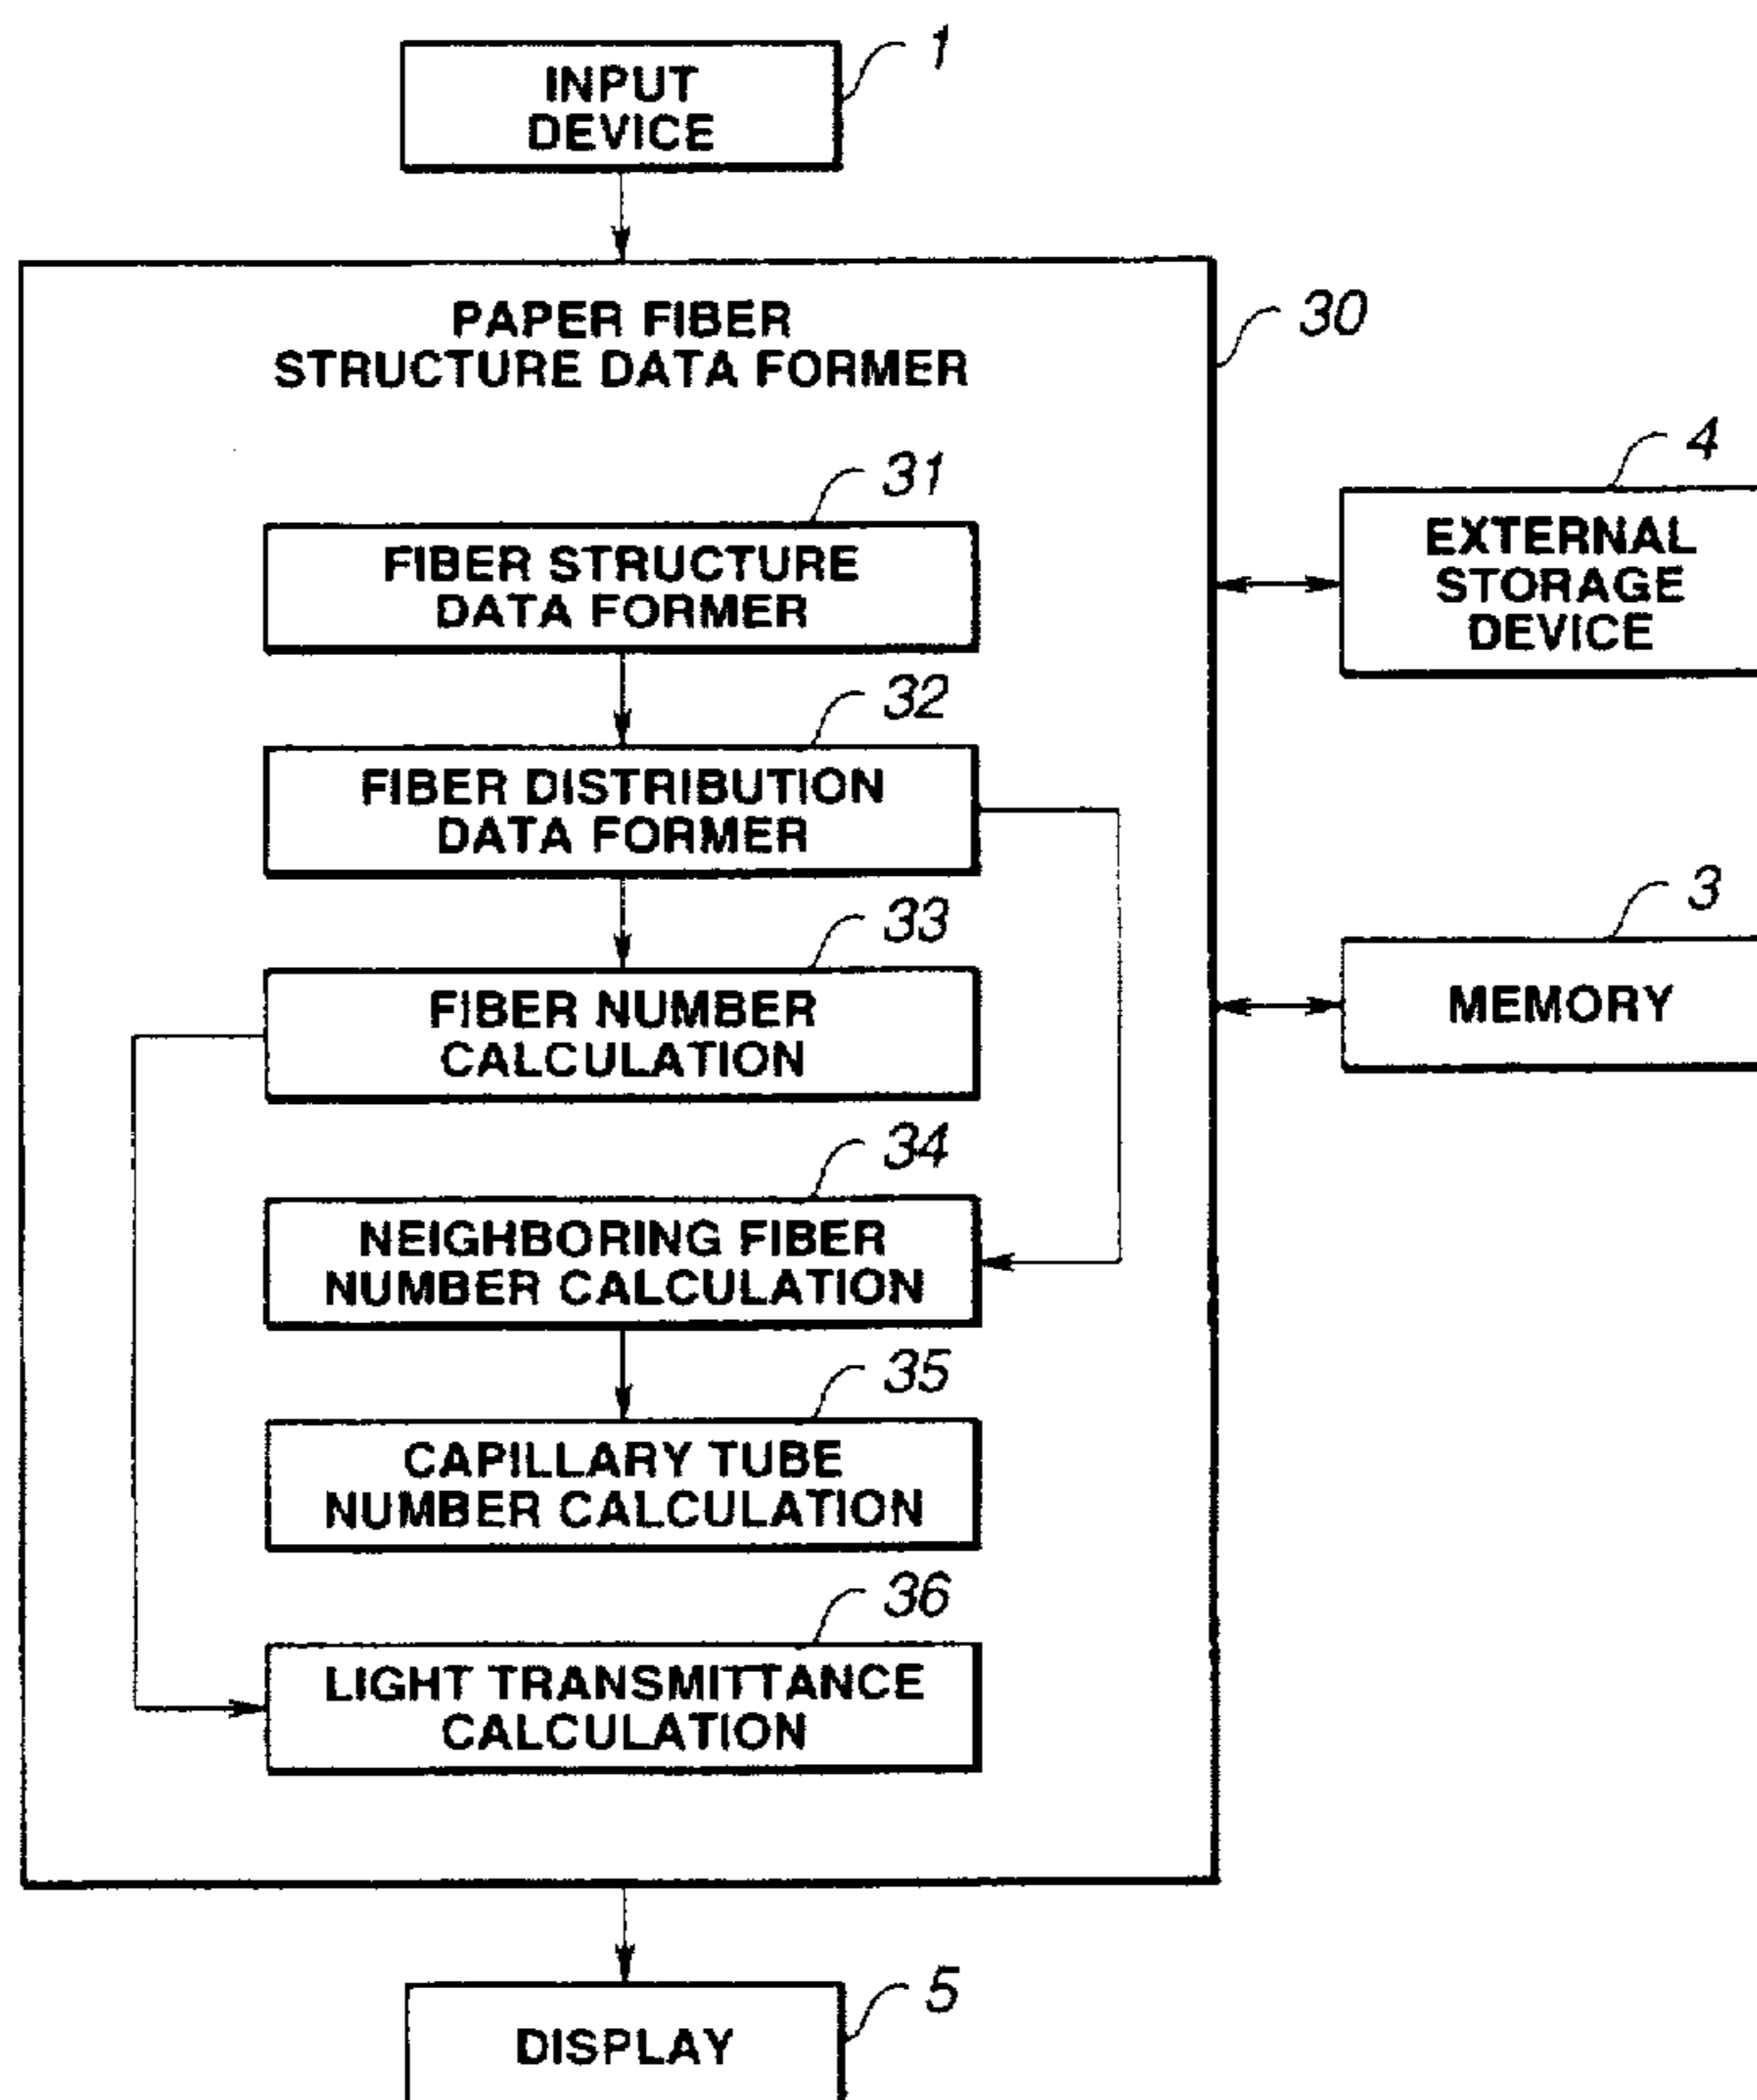 1
INPUT
DEVICE
PAPER FIBER
STRUCTURE DATA FORMER
30
31
FIBER STRUCTURE
DATA FORMER
4
EXTERNAL
STORAGE
DEVICE
32
FIBER DISTRIBUTION
DATA FORMER
33
FIBER NUMBER
CALCULATION
3
MEMORY
34
NEIGHBORING FIBER
NUMBER CALCULATION
35
CAPILLARY TUBE
NUMBER CALCULATION
36
LIGHT TRANSMITTANCE
CALCULATION
5
DISPLAY